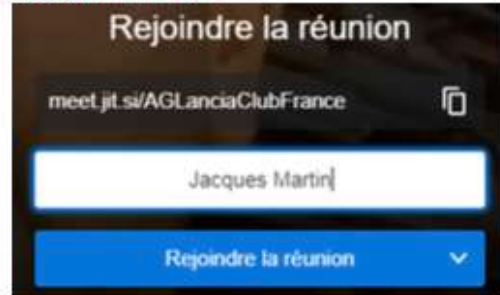 Rejoindre la réunion
meet.jit.si/AGLanciaClubFrance
Jacques Martin
Rejoindre la réunion